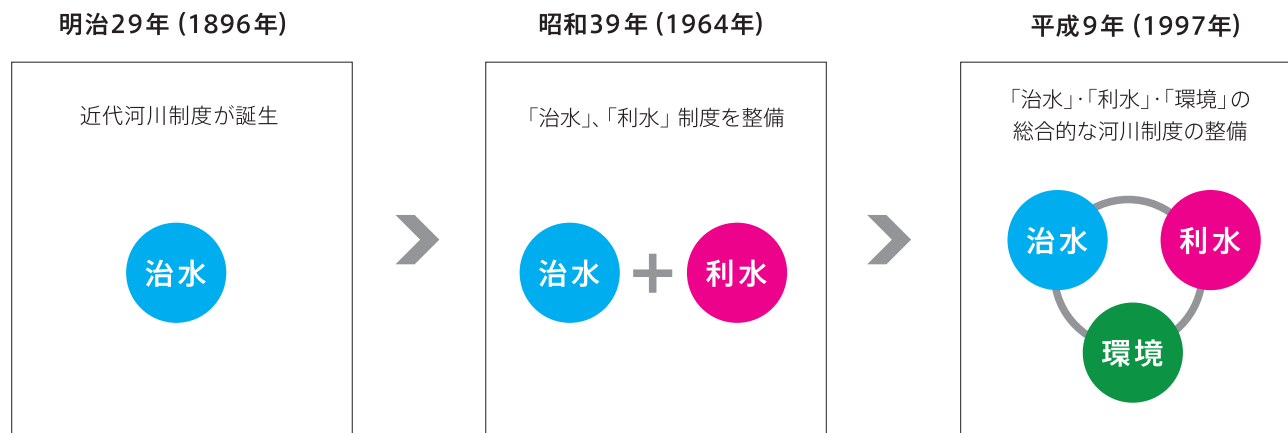 明治29年(1896年)
近代河川制度が誕生
治水
昭和39年(1964年)
「治水」、「利水」制度を整備
治水
+
利水
平成9年(1997年)
「治水」・「利水」・「環境」の
総合的な河川制度の整備
治水
利水
環境